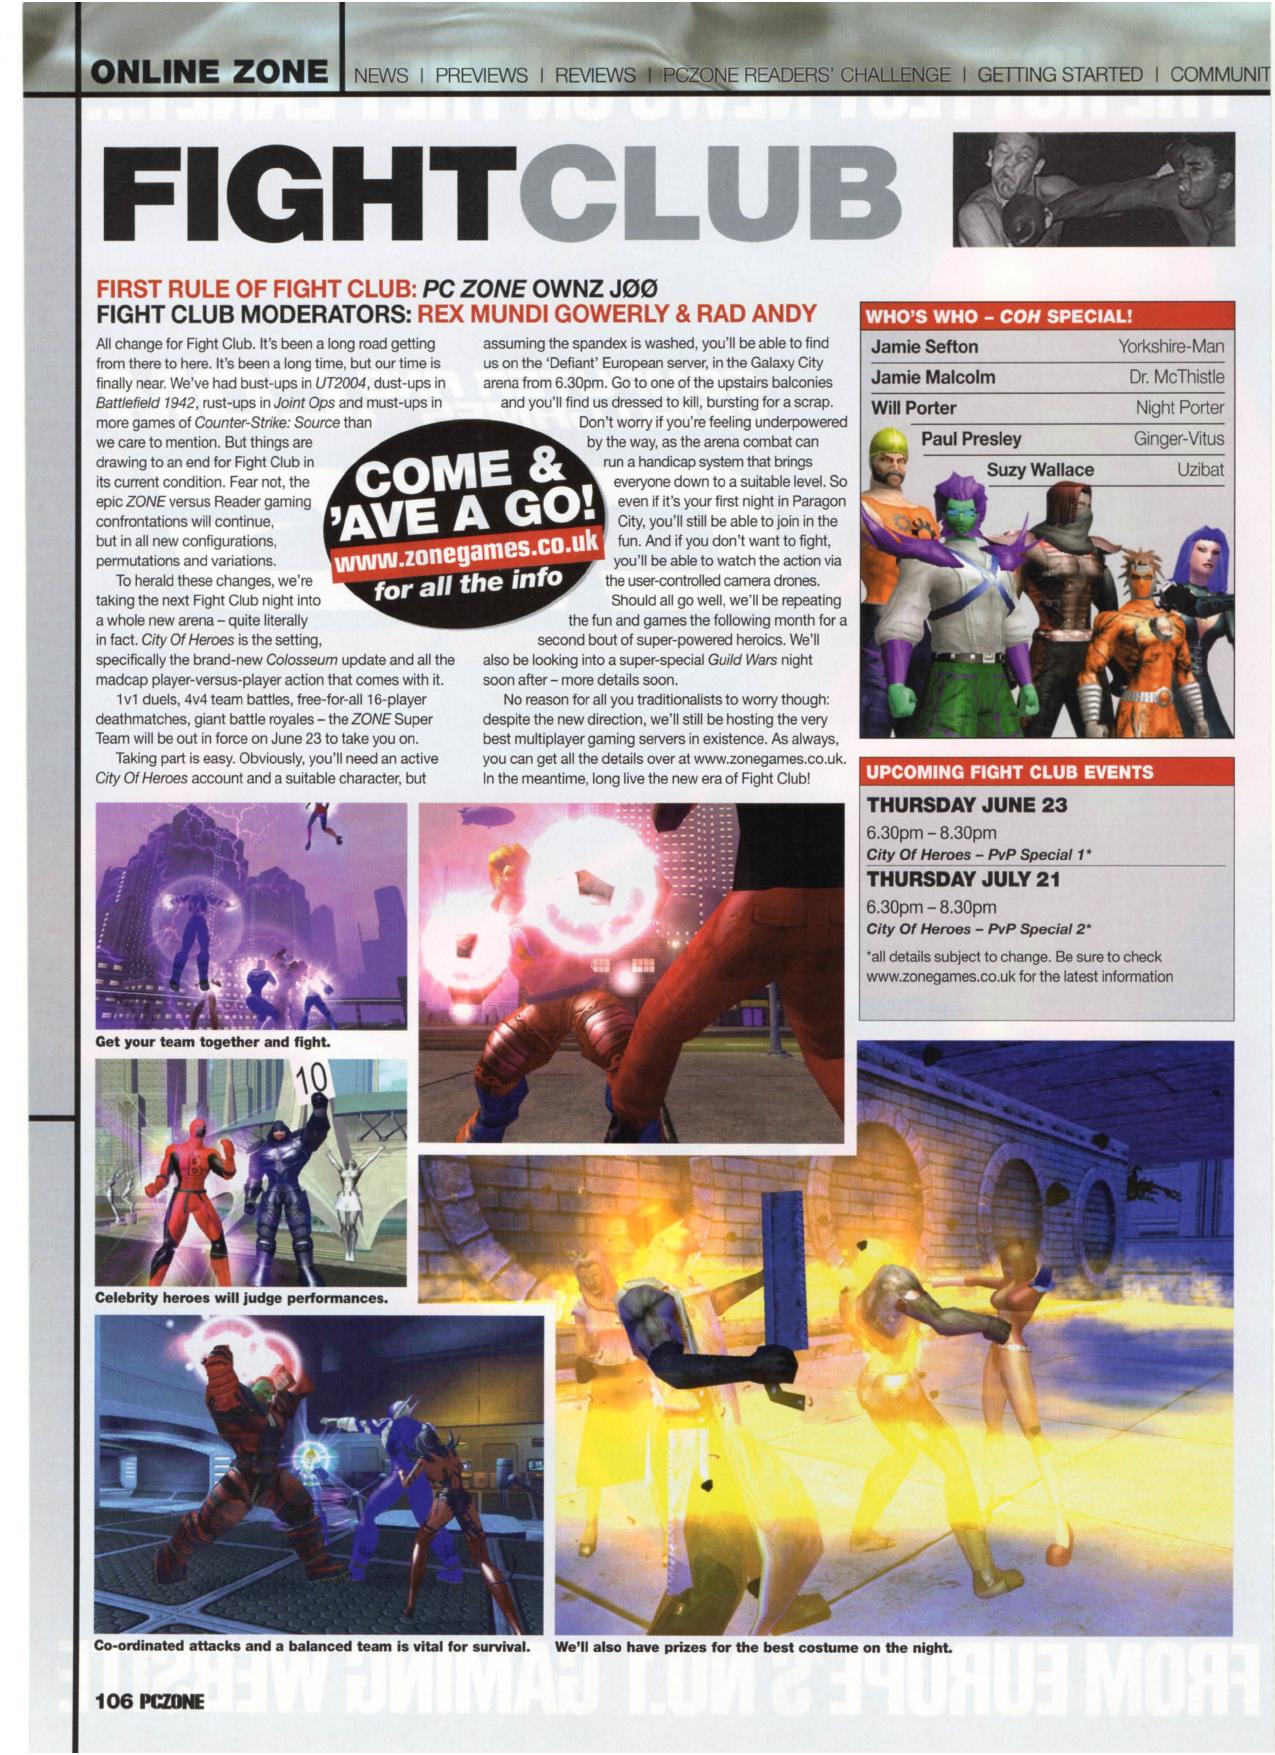 ONLINE ZONE
NEWS | PREVIEWS | REVIEWS | PCZONE READERS' CHALLENGE | GETTING STARTED | COMMUNIT
FIGHTCLUB
FIRST RULE OF FIGHT CLUB: PC ZONE OWNZ JØØ
FIGHT CLUB MODERATORS: REX MUNDI GOWERLY & RAD ANDY
All change for Fight Club. It's been a long road getting
from there to here. It's been a long time, but our time is
finally near. We've had bust-ups in UT2004, dust-ups in
Battlefield 1942, rust-ups in Joint Ops and must-ups in
more games of Counter-Strike: Source than
we care to mention. But things are
drawing to an end for Fight Club in
its current condition. Fear not, the
epic ZONE versus Reader gaming
confrontations will continue,
but in all new configurations,
permutations and variations.
To herald these changes, we're
taking the next Fight Club night into
a whole new arena – quite literally
in fact. City Of Heroes is the setting,
specifically the brand-new Colosseum update and all the
madcap player-versus-player action that comes with it.
1v1 duels, 4v4 team battles, free-for-all 16-player
deathmatches, giant battle royales – the ZONE Super
Team will be out in force on June 23 to take you on.
Taking part is easy. Obviously, you'll need an active
City Of Heroes account and a suitable character, but
assuming the spandex is washed, you'll be able to find
us on the 'Defiant' European server, in the Galaxy City
arena from 6.30pm. Go to one of the upstairs balconies
and you'll find us dressed to kill, bursting for a scrap.
Don't worry if you're feeling underpowered
by the way, as the arena combat can
run a handicap system that brings
everyone down to a suitable level. So
even if it's your first night in Paragon
City, you'll still be able to join in the
fun. And if you don't want to fight,
you'll be able to watch the action via
the user-controlled camera drones.
Should all go well, we'll be repeating
the fun and games the following month for a
second bout of super-powered heroics. We'll
also be looking into a super-special Guild Wars night
soon after – more details soon.
No reason for all you traditionalists to worry though:
despite the new direction, we'll still be hosting the very
best multiplayer gaming servers in existence. As always,
you can get all the details over at www.zonegames.co.uk.
In the meantime, long live the new era of Fight Club!
COME &
'AVE A GO!
www.zonegames.co.uk
for all the info
WHO'S WHO – COH SPECIAL!
Jamie Sefton Yorkshire-Man
Jamie Malcolm Dr. McThistle
Will Porter Night Porter
Paul Presley Ginger-Vitus
Suzy Wallace Uzibat
UPCOMING FIGHT CLUB EVENTS
THURSDAY JUNE 23
6.30pm – 8.30pm
City Of Heroes – PvP Special 1*
THURSDAY JULY 21
6.30pm – 8.30pm
City Of Heroes – PvP Special 2*
*all details subject to change. Be sure to check
www.zonegames.co.uk for the latest information
Get your team together and fight.
10
Celebrity heroes will judge performances.
Co-ordinated attacks and a balanced team is vital for survival.
We'll also have prizes for the best costume on the night.
106 PCZONE